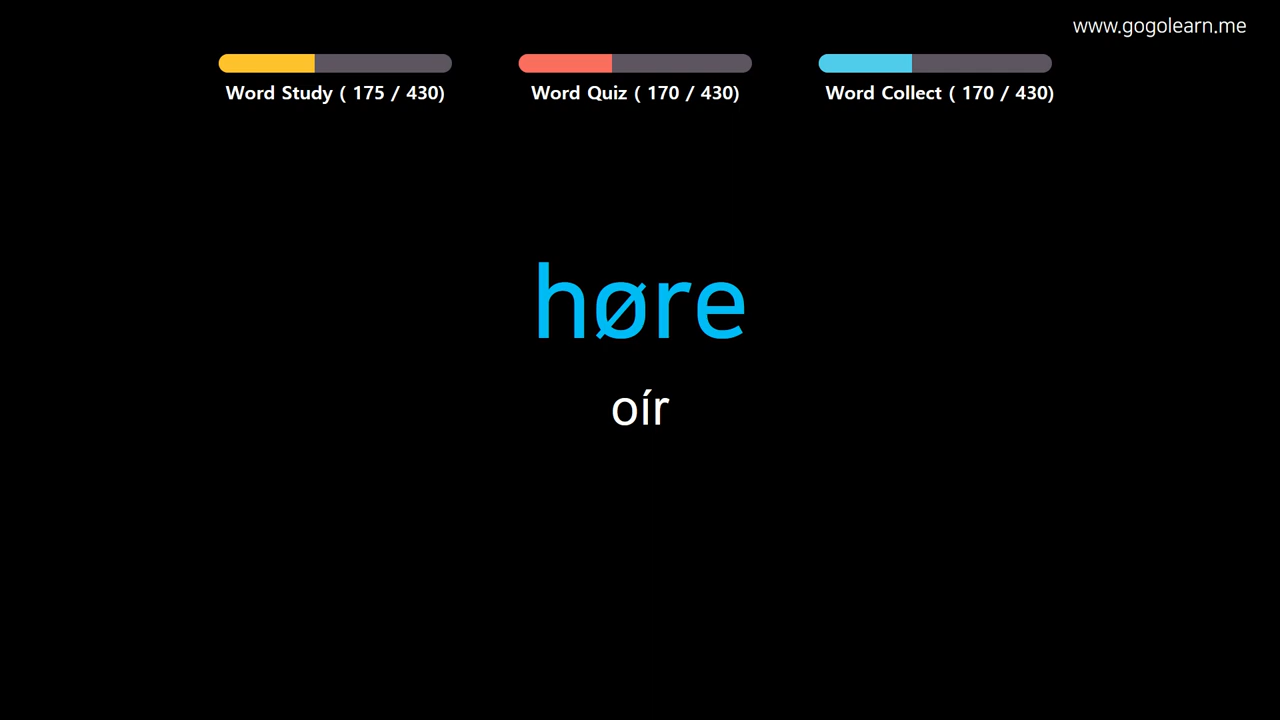 www.gogolearn.me
Word Study ( 175 / 430)
Word Quiz ( 170 / 430)
Word Collect ( 170 / 430)
høre
oír